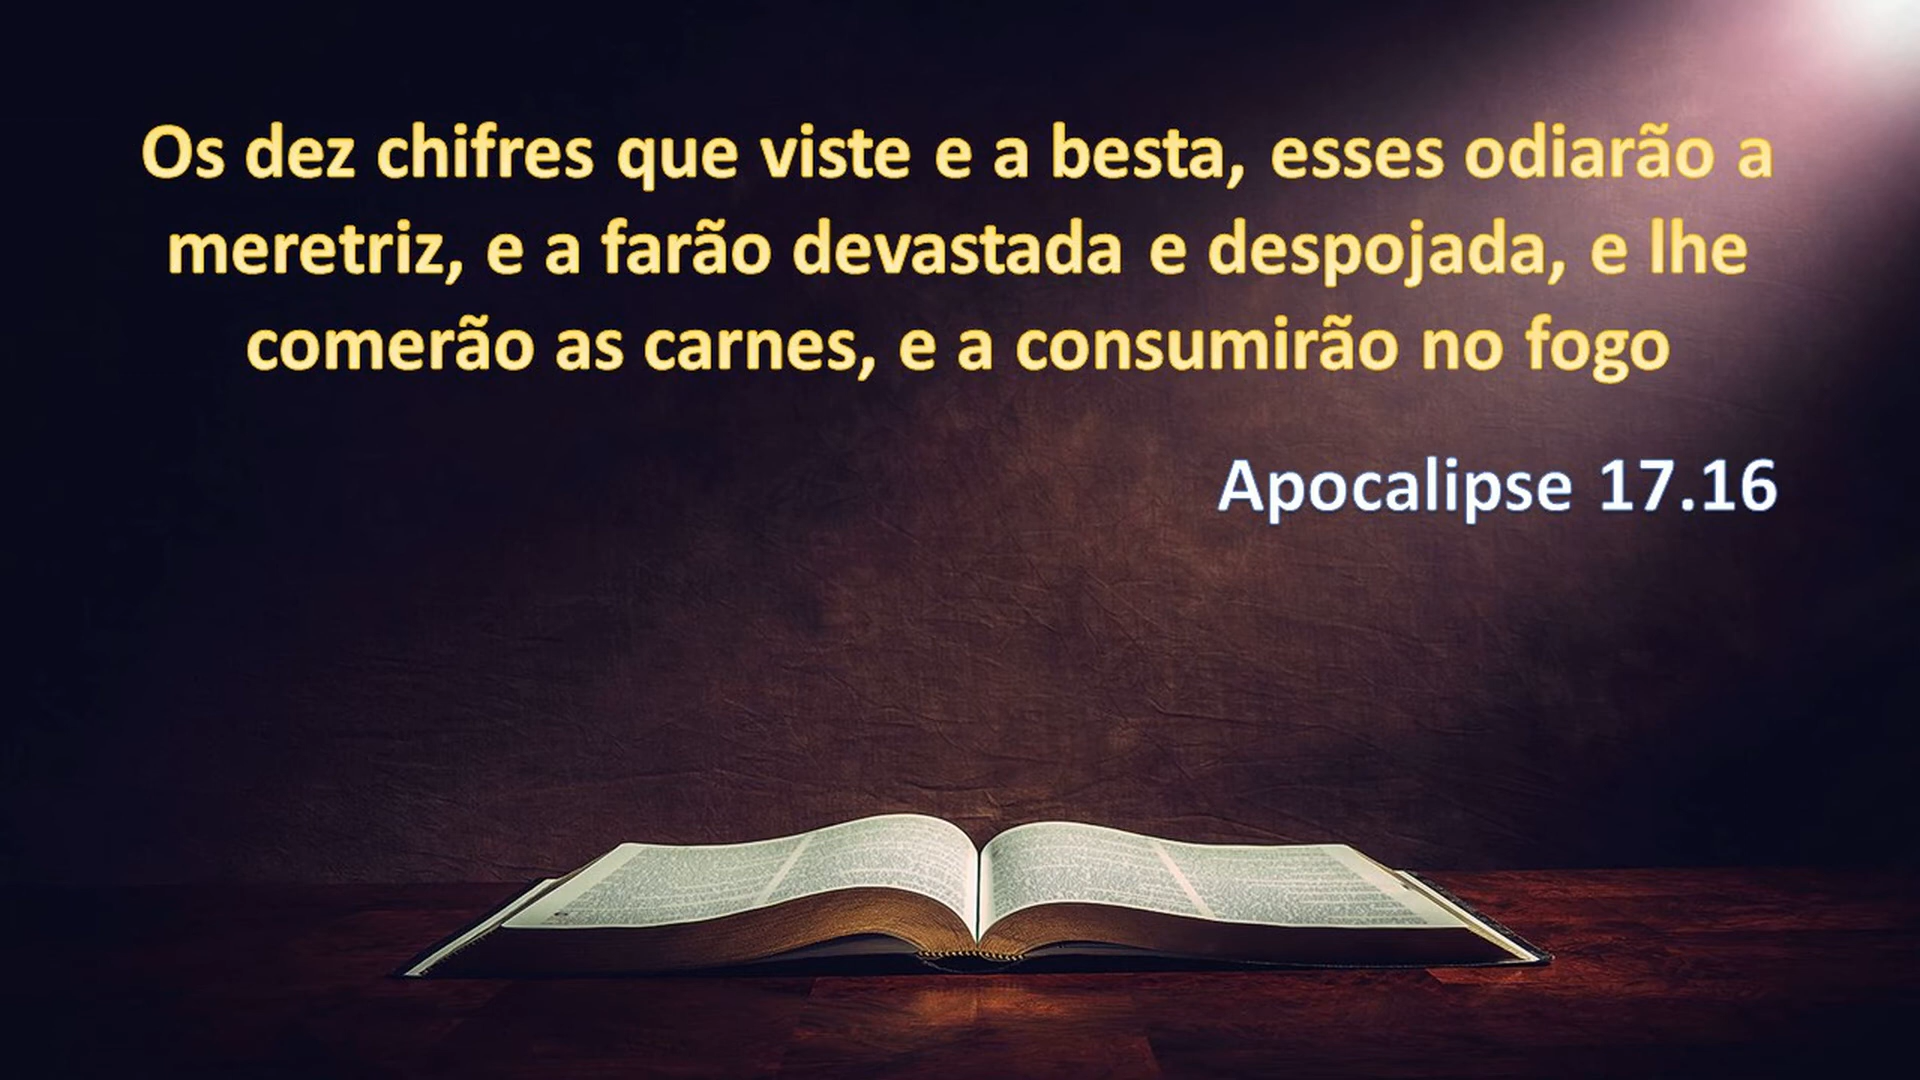 Os dez chifres que viste e a besta, esses odiarão a
meretriz, e a farão devastada e despojada, e lhe
comerão as carnes, e a consumirão no fogo
Apocalipse 17.16